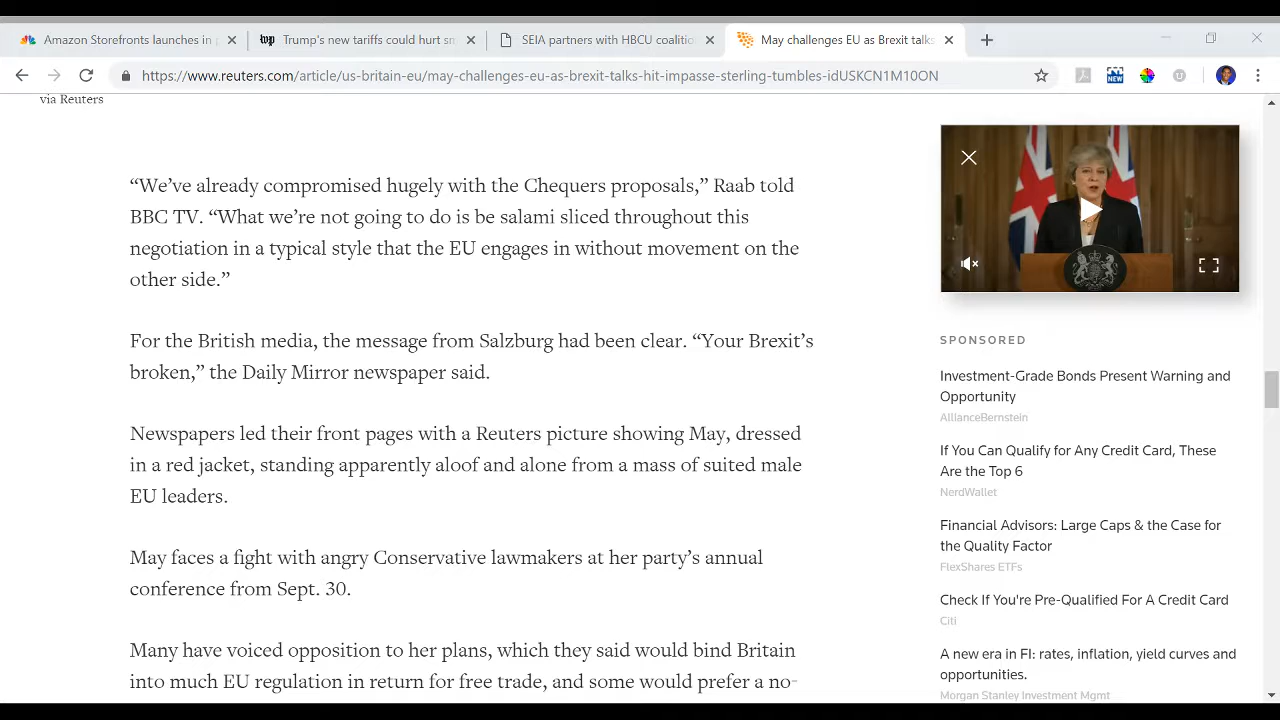 Amazon Storefronts launches in
Trump's new tariffs could hurt
SEIA partners with HBCU coalitio
May challenges EU as Brexit talks
https://www.reuters.com/article/us-britain-eu/may-challenges-eu-as-brexit-talks-hit-impasse-sterling-tumbles-idUSKCN1M10ON
NEW
via Reuters
“We’ve already compromised hugely with the Chequers proposals,” Raab told
BBC TV. “What we’re not going to do is be salami sliced throughout this
negotiation in a typical style that the EU engages in without movement on the
other side.”
For the British media, the message from Salzburg had been clear. “Your Brexit’s
broken,” the Daily Mirror newspaper said.
Newspapers led their front pages with a Reuters picture showing May, dressed
in a red jacket, standing apparently aloof and alone from a mass of suited male
EU leaders.
May faces a fight with angry Conservative lawmakers at her party’s annual
conference from Sept. 30.
Many have voiced opposition to her plans, which they said would bind Britain
into much EU regulation in return for free trade, and some would prefer a no-
SPONSORED
Investment-Grade Bonds Present Warning and
Opportunity
AllianceBernstein
If You Can Qualify for Any Credit Card, These
Are the Top 6
NerdWallet
Financial Advisors: Large Caps & the Case for
the Quality Factor
FlexShares ETFs
Check If You're Pre-Qualified For A Credit Card
Citi
A new era in FI: rates, inflation, yield curves and
opportunities.
Morgan Stanley Investment Mgmt